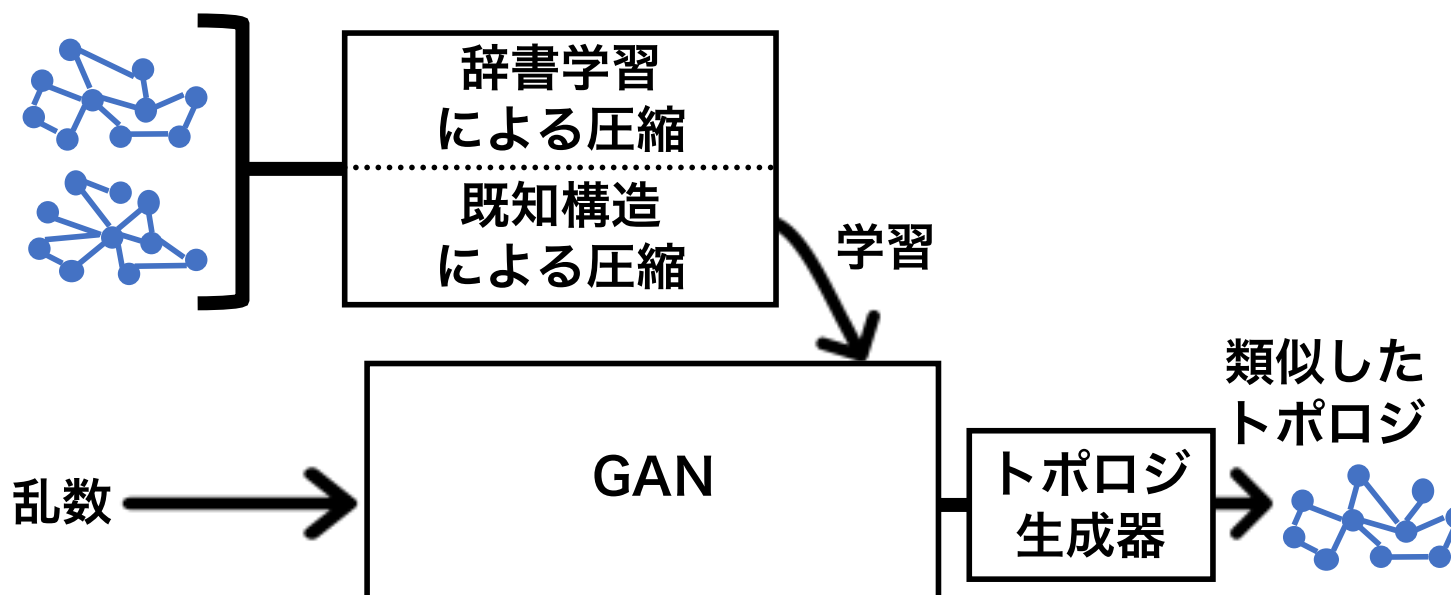 辞書学習
による圧縮
既知構造
による圧縮
学習
乱数
GAN
トポロジ
生成器
類似した
トポロジ